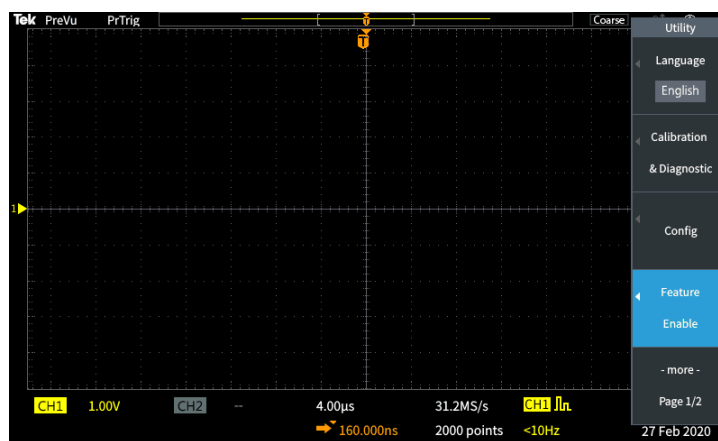 Tek PreVu PrTrig T Coarse
Utility
T
Language
English
Calibration
& Diagnostic
1
Config
Feature
Enable
- more -
Page 1/2
CH1 1.00V CH2 -- 4.00µs 31.2MS/s CH1
160.000ns 2000 points <10Hz 27 Feb 2020